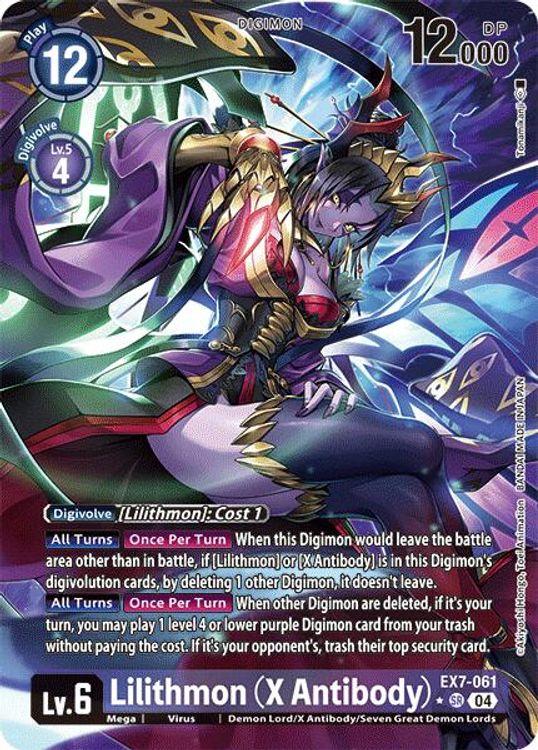 Play
12
DIGIMON
DP
12000
Digivolve
Lv.5
4
Tonamikanji
Digivolve [Lilithmon]: Cost 1
All Turns Once Per Turn When this Digimon would leave the battle
area other than in battle, if [Lilithmon] or [X Antibody] is in this Digimon's
digivolution cards, by deleting 1 other Digimon, it doesn't leave.
All Turns Once Per Turn When other Digimon are deleted, if it's your
turn, you may play 1 level 4 or lower purple Digimon card from your trash
without paying the cost. If it's your opponent's, trash their top security card.
©Akiyoshi Hongo, Toei Animation BANDAI MADE IN JAPAN
Lv.6
Lilithmon (X Antibody)
EX7-061
SR 04
Mega | Virus | Demon Lord/X Antibody/Seven Great Demon Lords